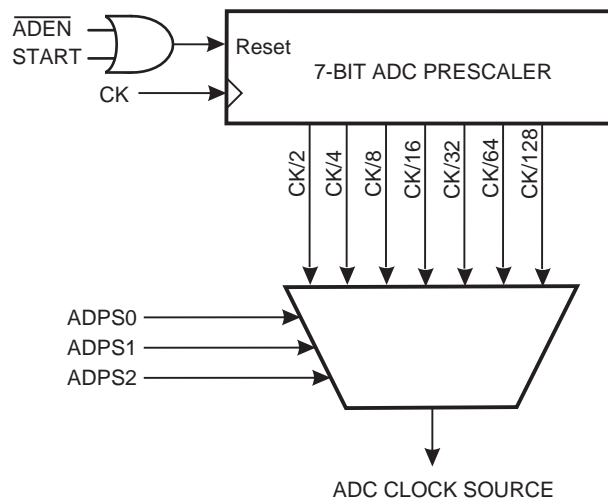 ADEN
START
Reset
7-BIT ADC PRESCALER
CK
CK/2
CK/4
CK/8
CK/16
CK/32
CK/64
CK/128
ADPS0
ADPS1
ADPS2
ADC CLOCK SOURCE